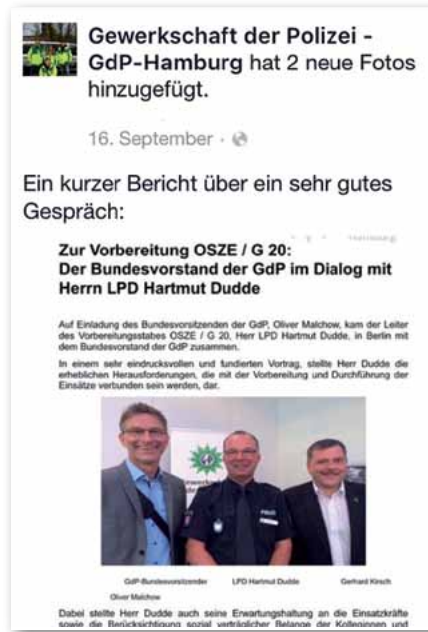 Gewerkschaft der Polizei -
GdP-Hamburg hat 2 neue Fotos
hinzugefügt.
16. September ·
Ein kurzer Bericht über ein sehr gutes
Gespräch:
Zur Vorbereitung OSZE / G 20:
Der Bundesvorstand der GdP im Dialog mit
Herrn LPD Hartmut Dudde
Auf Einladung des Bundesvorsitzenden der GdP, Oliver Malchow, kam der Leiter
des Vorbereitungsstabes OSZE / G 20, Herr LPD Hartmut Dudde, in Berlin mit
dem Bundesvorstand der GdP zusammen.
In einem sehr eindrucksvollen und fundierten Vortrag, stellte Herr Dudde die
erheblichen Herausforderungen, die mit der Vorbereitung und Durchführung der
Einsätze verbunden sein werden, dar.
POLIZEI
GdP-Bundesvorsitzender LPD Hartmut Dudde Gerhard Kirsch
Oliver Malchow
Dabei stellte Herr Dudde auch seine Erwartungshaltung an die Einsatzkräfte
sowie die Berücksichtigung sozial verträglicher Belange der Kolleginnen und